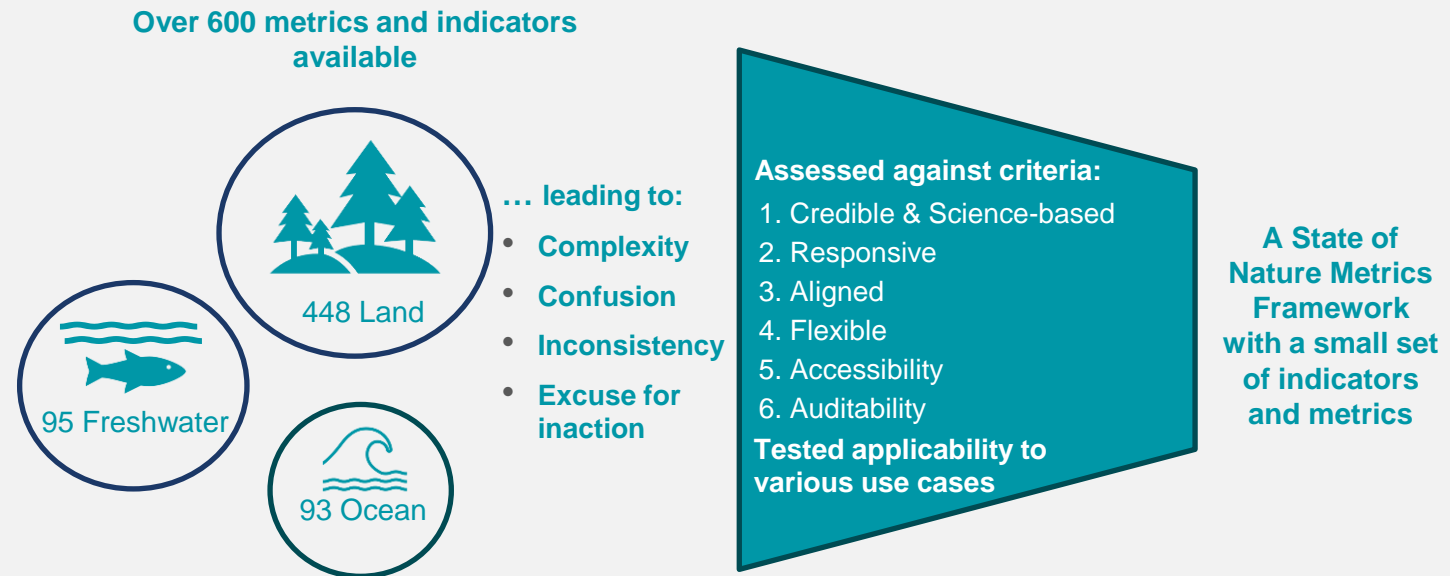 Over 600 metrics and indicators
available
448 Land
95 Freshwater
93 Ocean
... leading to:
• Complexity
• Confusion
• Inconsistency
• Excuse for
inaction
Assessed against criteria:
1. Credible & Science-based
2. Responsive
3. Aligned
4. Flexible
5. Accessibility
6. Auditability
Tested applicability to
various use cases
A State of
Nature Metrics
Framework
with a small set
of indicators
and metrics